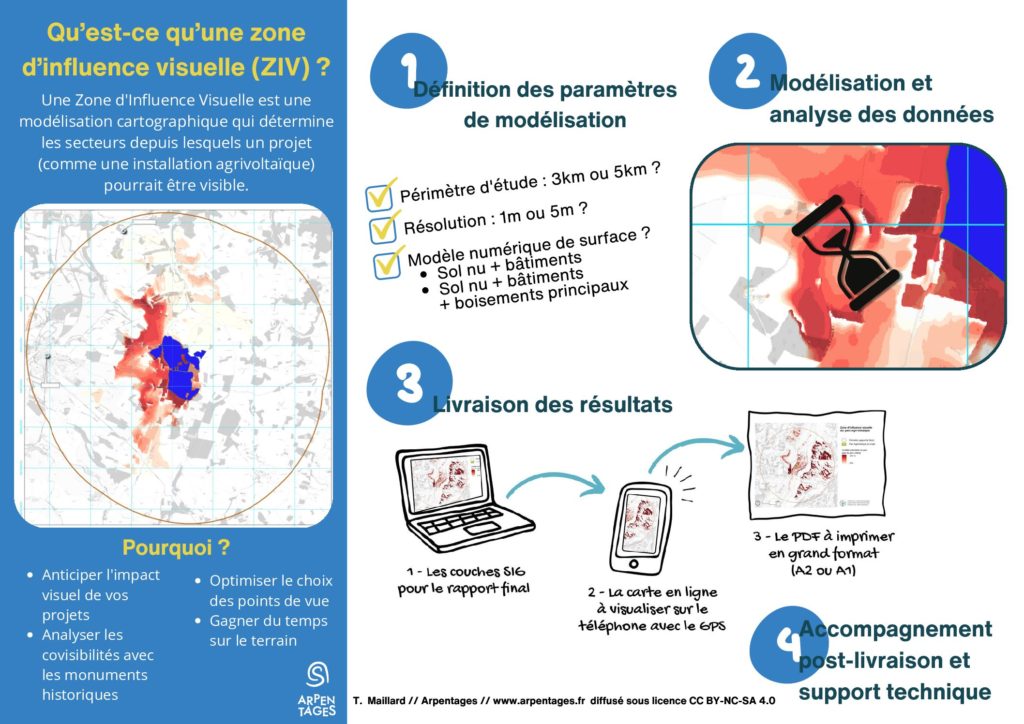 Qu'est-ce qu'une zone
d'influence visuelle (ZIV) ?
Une Zone d'Influence Visuelle est une
modélisation cartographique qui détermine
les secteurs depuis lesquels un projet
(comme une installation agrivoltaïque)
pourrait être visible.
Pourquoi ?
• Anticiper l'impact
visuel de vos
projets
• Analyser les
covisibilités avec
les monuments
historiques
• Optimiser le choix
des points de vue
• Gagner du temps
sur le terrain
ARPEN
TAGES
1
Définition des paramètres
de modélisation
Périmètre d'étude : 3km ou 5km ?
Résolution : 1m ou 5m ?
Modèle numérique de surface ?
• Sol nu + bâtiments
• Sol nu + bâtiments
+ boisements principaux
2
Modélisation et
analyse des données
3
Livraison des résultats
1 - Les couches SIG
pour le rapport final
2 - La carte en ligne
à visualiser sur le
téléphone avec le GPS
Zone d'influence visuelle
3 - Le PDF à imprimer
en grand format
(A2 ou A1)
4
Accompagnement
post-livraison et
support technique
T. Maillard // Arpentages // www.arpentages.fr diffusé sous licence CC BY-NC-SA 4.0